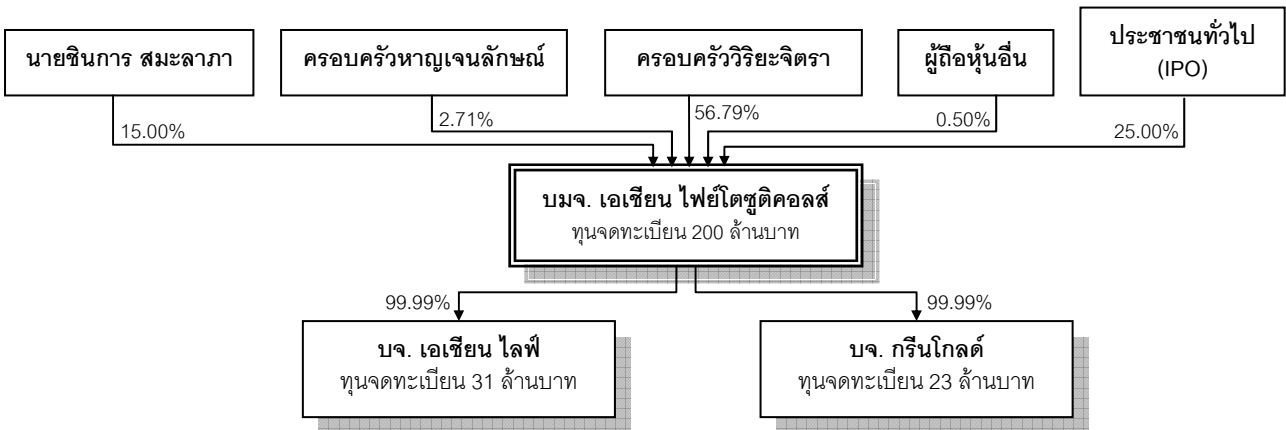 นายชินการ สมะลาภา
ครอบครัวหาญเจนลักษณ์
ครอบครัววิริยะจิตรา
ผู้ถือหุ้นอื่น
ประชาชนทั่วไป
(IPO)
15.00%
2.71%
56.79%
0.50%
25.00%
บมจ. เอเชียน ไฟย์โตซูติคอลส์
ทุนจดทะเบียน 200 ล้านบาท
99.99%
99.99%
บจ. เอเชียน ไลฟ์
ทุนจดทะเบียน 31 ล้านบาท
บจ. กรีนโกลด์
ทุนจดทะเบียน 23 ล้านบาท